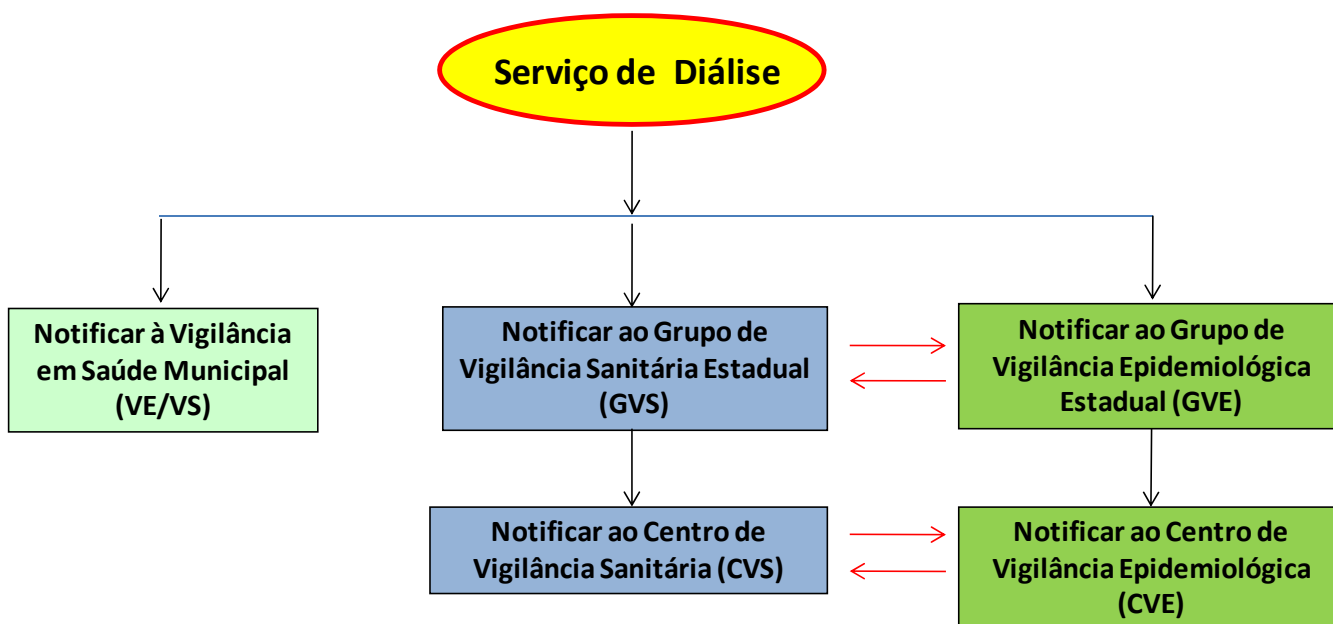 Serviço de Diálise
Notificar à Vigilância
em Saúde Municipal
(VE/VS)
Notificar ao Grupo de
Vigilância Sanitária Estadual
(GVS)
Notificar ao Grupo de
Vigilância Epidemiológica
Estadual (GVE)
Notificar ao Centro de
Vigilância Sanitária (CVS)
Notificar ao Centro de
Vigilância Epidemiológica
(CVE)